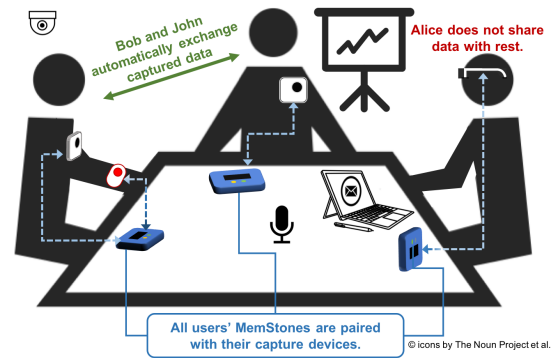 Bob and John
automatically exchange
captured data
Alice does not share
data with rest.
All users' MemStones are paired
with their capture devices.
© icons by The Noun Project et al.